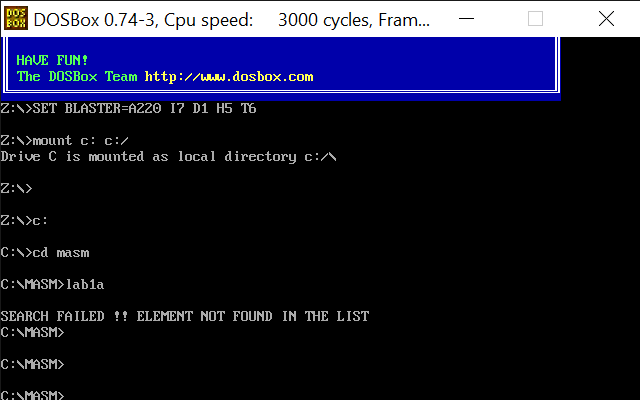 DOS
BOX
DOSBox 0.74-3, Cpu speed: 3000 cycles, Fram...
HAVE FUN!
The DOSBox Team http://www.dosbox.com
Z:\>SET BLASTER=A220 I7 D1 H5 T6
Z:\>mount c: c:/
Drive C is mounted as local directory c:/\
Z:\>
Z:\>c:
C:\>cd masm
C:\MASM>lab1a
SEARCH FAILED !! ELEMENT NOT FOUND IN THE LIST
C:\MASM>
C:\MASM>
C:\MASM>